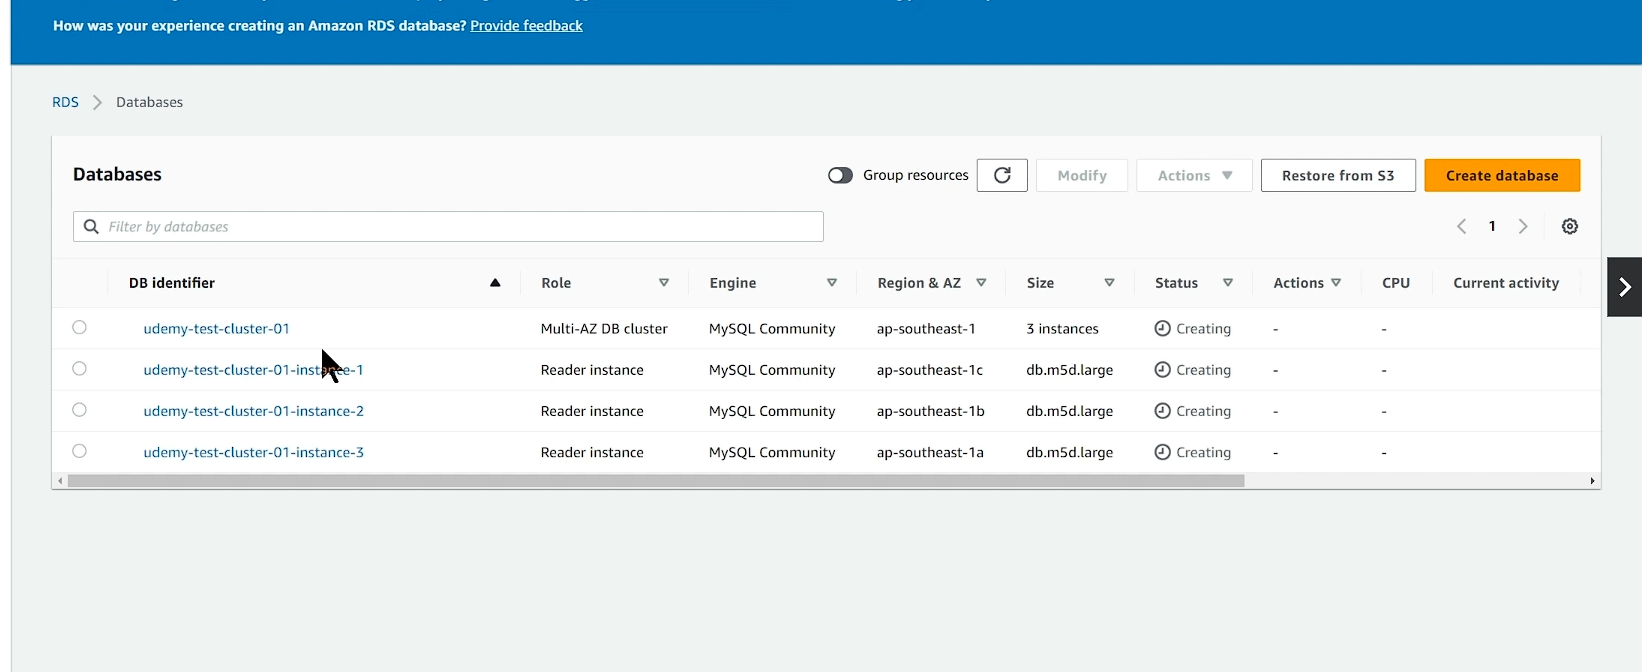 How was your experience creating an Amazon RDS database? Provide feedback
RDS > Databases
Databases
Group resources
Modify
Actions
Restore from S3
Create database
Filter by databases
1
DB identifier Role Engine Region & AZ Size Status Actions CPU Current activity
udemy-test-cluster-01 Multi-AZ DB cluster MySQL Community ap-southeast-1 3 instances Creating - -
udemy-test-cluster-01-instance-1 Reader instance MySQL Community ap-southeast-1c db.m5d.large Creating - -
udemy-test-cluster-01-instance-2 Reader instance MySQL Community ap-southeast-1b db.m5d.large Creating - -
udemy-test-cluster-01-instance-3 Reader instance MySQL Community ap-southeast-1a db.m5d.large Creating - -